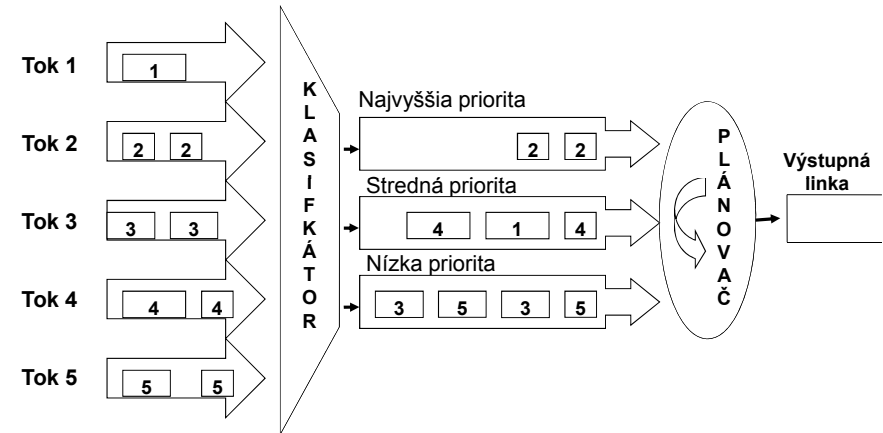 Tok 1
1
Tok 2
2 2
Tok 3
3 3
Tok 4
4 4
Tok 5
5 5
KLASIFKÁTOR
Najvyššia priorita
2 2
Stredná priorita
4 1 4
Nízka priorita
3 5 3 5
PLÁNOVAČ
Výstupná
linka